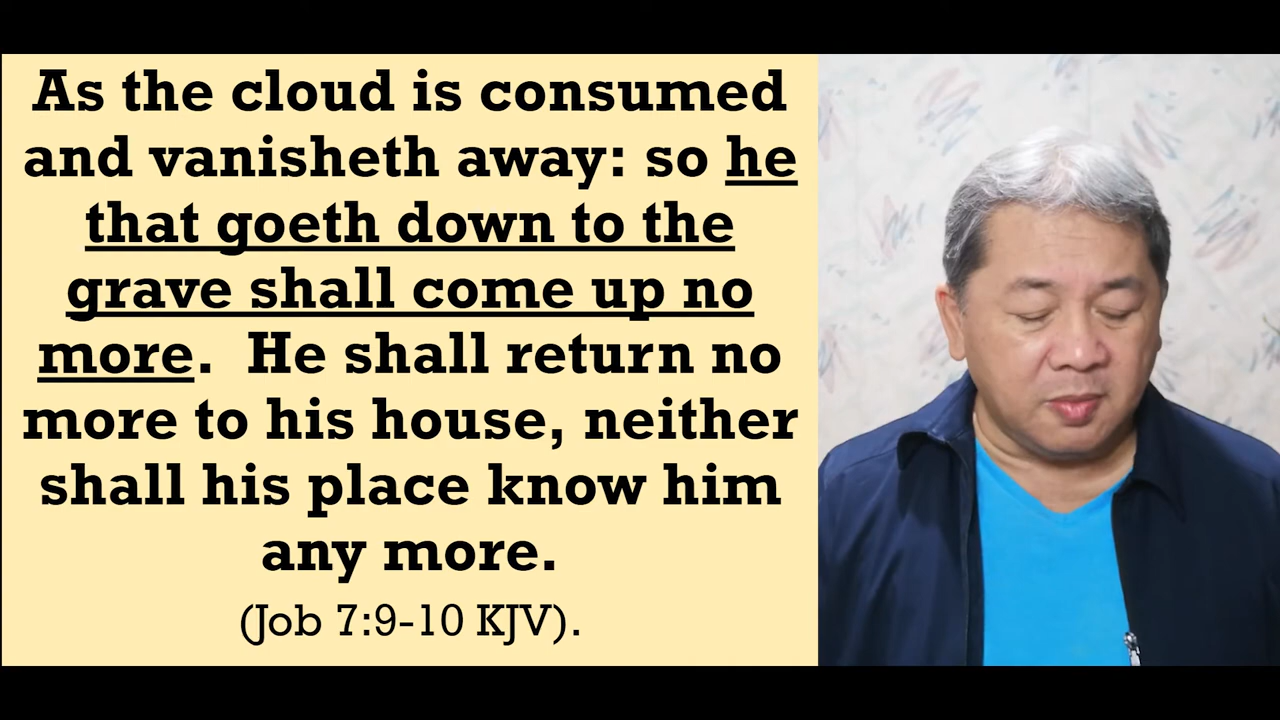 As the cloud is consumed
and vanisheth away: so he
that goeth down to the
grave shall come up no
more.  He shall return no
more to his house, neither
shall his place know him
any more.
(Job 7:9-10 KJV).